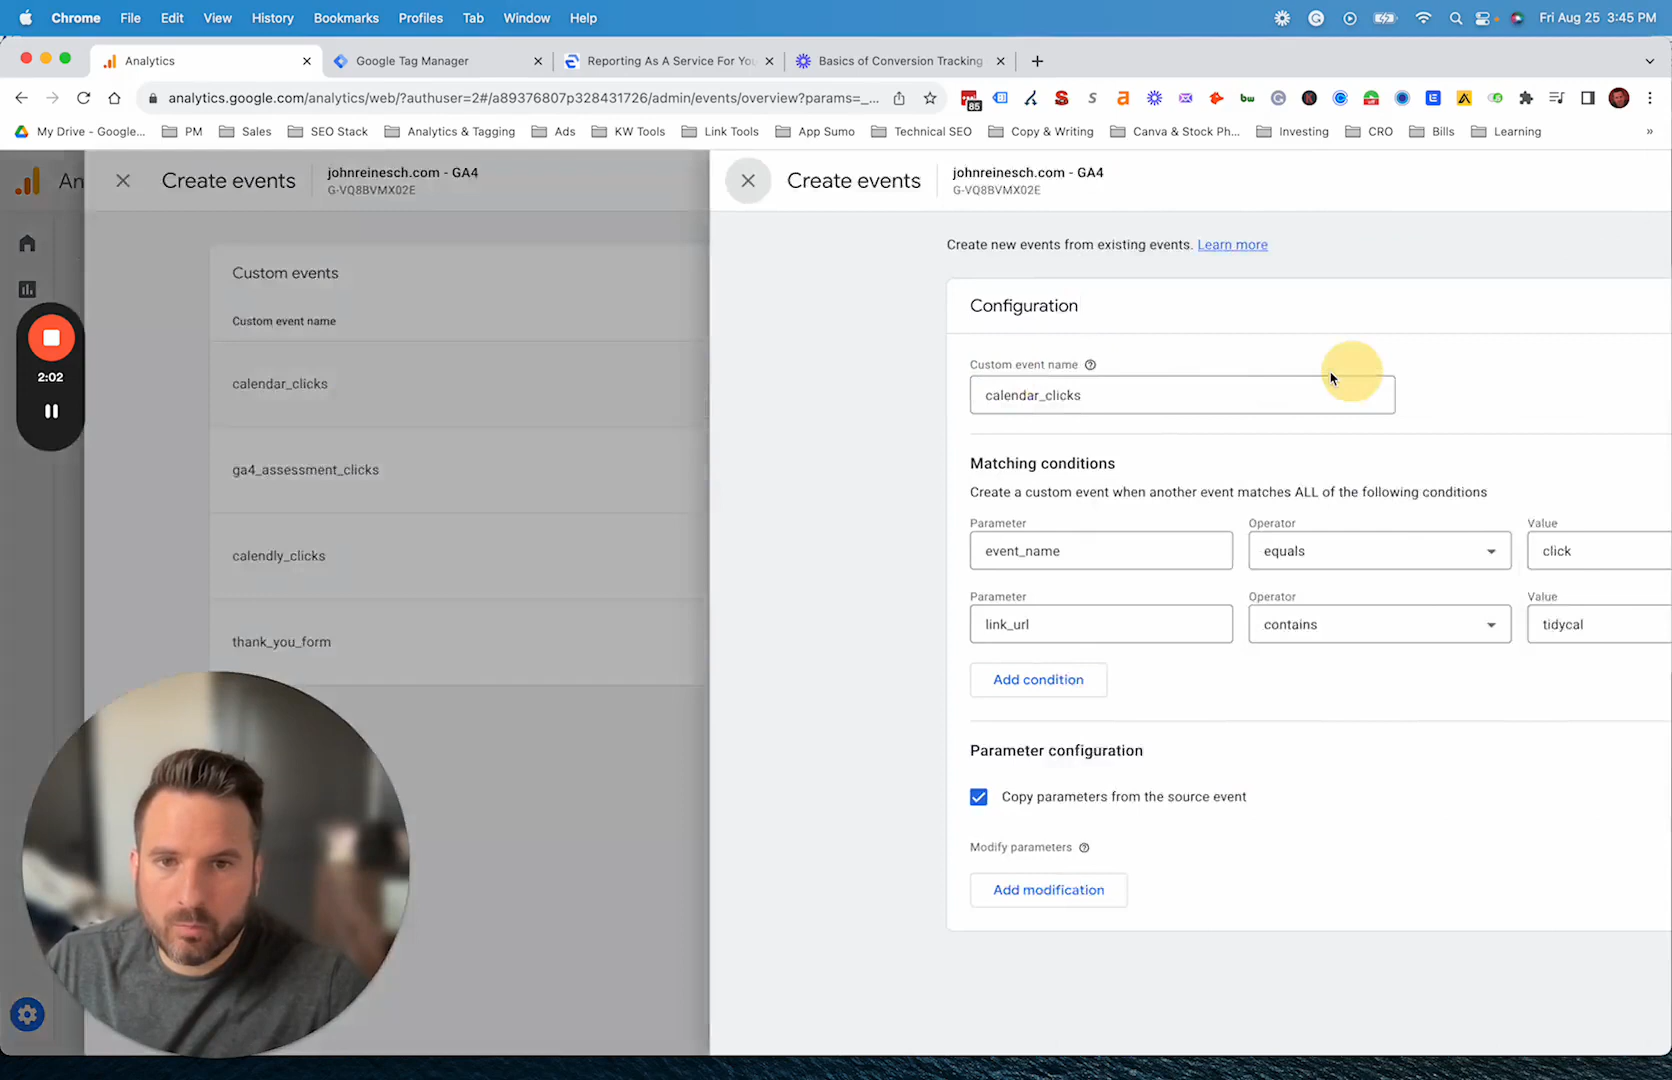 Chrome File Edit View History Bookmarks Profiles Tab Window Help Fri Aug 25 3:45 PM
Analytics Google Tag Manager Reporting As A Service For You Basics of Conversion Tracking
analytics.google.com/analytics/web/?authuser=2#/a89376807p328431726/admin/events/overview?params=_... 85
My Drive - Google... PM Sales SEO Stack Analytics & Tagging Ads KW Tools Link Tools App Sumo Technical SEO Copy & Writing Canva & Stock Ph... Investing CRO Bills Learning »
An Create events johnreinesch.com - GA4
G-VQ8BVMX02E
Custom events
Custom event name
calendar_clicks
ga4_assessment_clicks
calendly_clicks
thank_you_form
2:02
Create events johnreinesch.com - GA4
G-VQ8BVMX02E
Create new events from existing events. Learn more
Configuration
Custom event name
calendar_clicks
Matching conditions
Create a custom event when another event matches ALL of the following conditions
Parameter Operator Value
event_name equals click
Parameter Operator Value
link_url contains tidycal
Add condition
Parameter configuration
Copy parameters from the source event
Modify parameters
Add modification